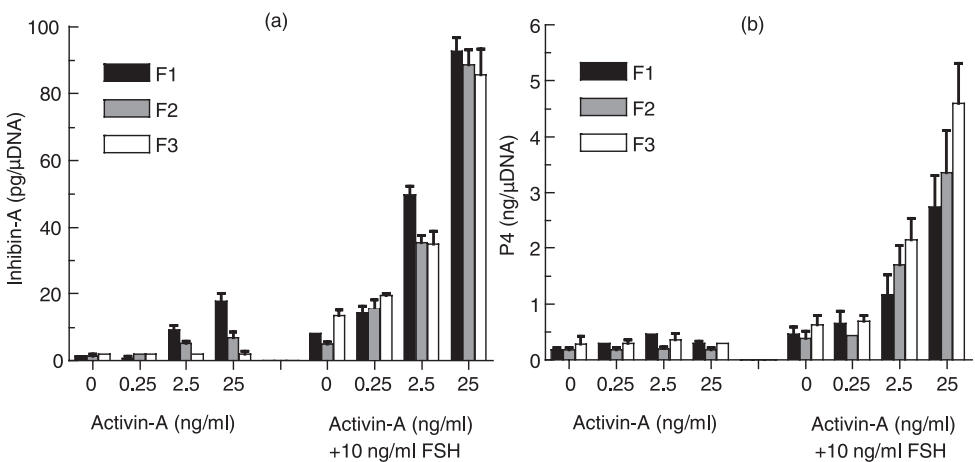 (a)
100
80
60
40
20
0
Inhibin-A (pg/µDNA)
F1
F2
F3
0 0.25 2.5 25 0 0.25 2.5 25
Activin-A (ng/ml) Activin-A (ng/ml)
+10 ng/ml FSH
(b)
6
5
4
3
2
1
0
P4 (ng/µDNA)
F1
F2
F3
0 0.25 2.5 25 0 0.25 2.5 25
Activin-A (ng/ml) Activin-A (ng/ml)
+10 ng/ml FSH